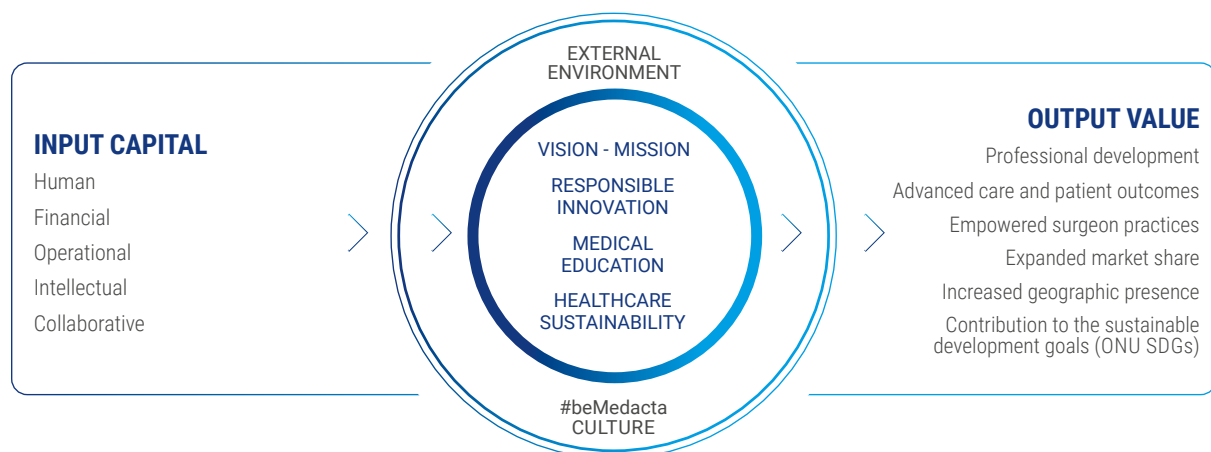 INPUT CAPITAL
Human
Financial
Operational
Intellectual
Collaborative
EXTERNAL
ENVIRONMENT
VISION - MISSION
RESPONSIBLE
INNOVATION
MEDICAL
EDUCATION
HEALTHCARE
SUSTAINABILITY
#beMedacta
CULTURE
OUTPUT VALUE
Professional development
Advanced care and patient outcomes
Empowered surgeon practices
Expanded market share
Increased geographic presence
Contribution to the sustainable
development goals (ONU SDGs)